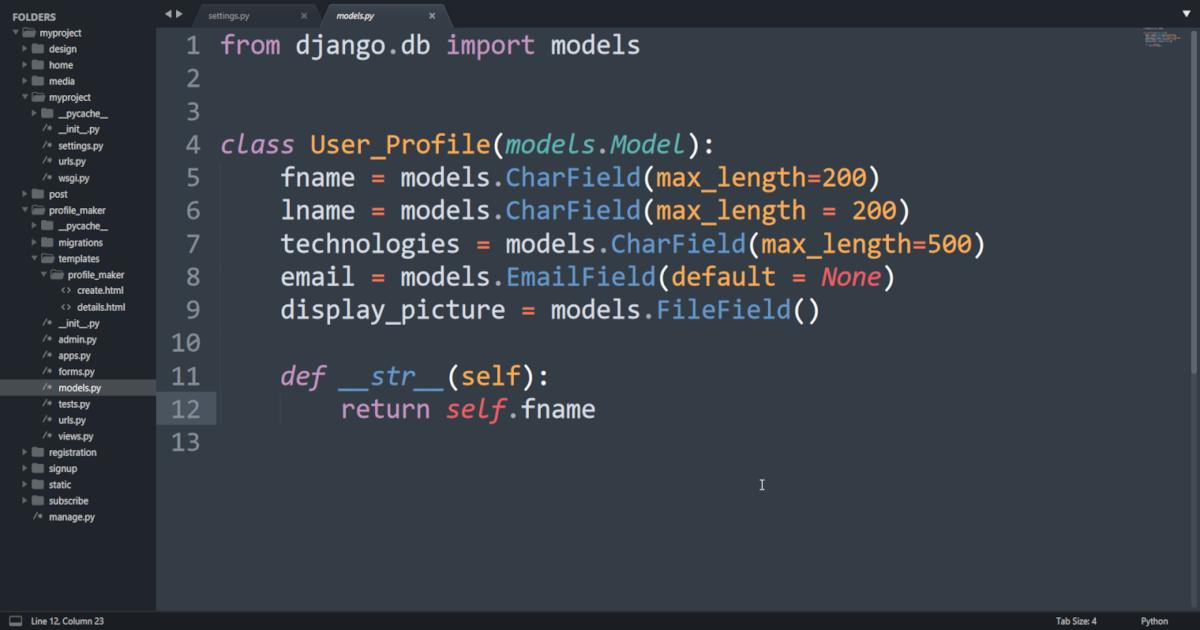 FOLDERS
myproject
design
home
media
myproject
__pycache__
/* __init__.py
/* settings.py
/* urls.py
/* wsgi.py
post
profile_maker
__pycache__
migrations
templates
profile_maker
<> create.html
<> details.html
/* __init__.py
/* admin.py
/* apps.py
/* forms.py
/* models.py
/* tests.py
/* urls.py
/* views.py
registration
signup
static
subscribe
/* manage.py
settings.py × models.py ×
1 from django.db import models
2
3
4 class User_Profile(models.Model):
5     fname = models.CharField(max_length=200)
6     lname = models.CharField(max_length = 200)
7     technologies = models.CharField(max_length=500)
8     email = models.EmailField(default = None)
9     display_picture = models.FileField()
10
11     def __str__(self):
12         return self.fname
13
Line 12, Column 23 Tab Size: 4 Python